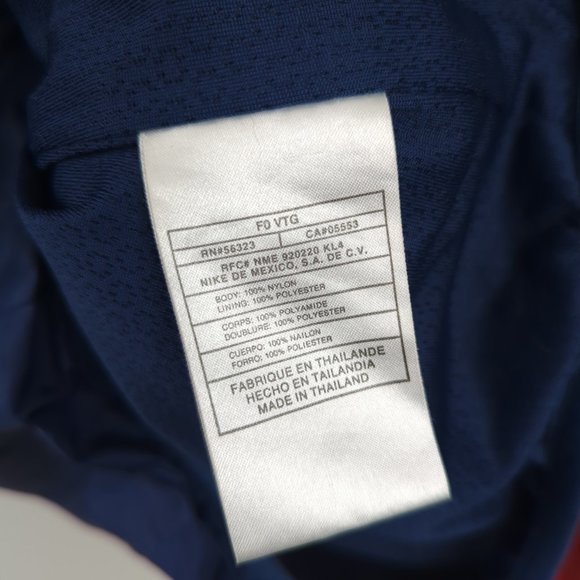 F0 VTG
RN#56323 CA#05553
RFC# NME 920220 KL4
NIKE DE MEXICO, S.A. DE C.V.
BODY: 100% NYLON
LINING: 100% POLYESTER
CORPS: 100% POLYAMIDE
DOUBLURE: 100% POLYESTER
CUERPO: 100% NAILON
FORRO: 100% POLIESTER
FABRIQUE EN THAILANDE
HECHO EN TAILANDIA
MADE IN THAILAND